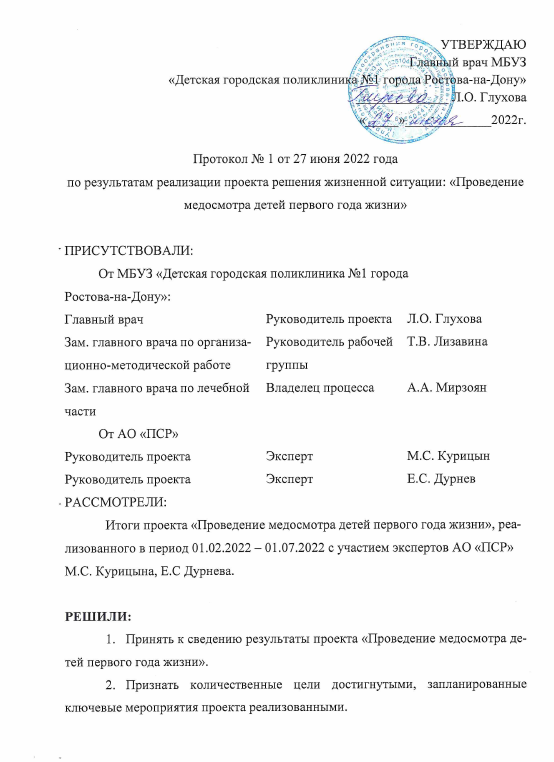 УТВЕРЖДАЮ
Главный врач МБУЗ
«Детская городская поликлиника №1 города Ростова-на-Дону»
Л.О. Глухова
«27» июня 2022г.
Протокол № 1 от 27 июня 2022 года
по результатам реализации проекта решения жизненной ситуации: «Проведение
медосмотра детей первого года жизни»
ПРИСУТСТВОВАЛИ:
От МБУЗ «Детская городская поликлиника №1 города
Ростова-на-Дону»:
Главный врач Руководитель проекта Л.О. Глухова
Зам. главного врача по организа- Руководитель рабочей Т.В. Лизавина
ционно-методической работе группы
Зам. главного врача по лечебной Владелец процесса А.А. Мирзоян
части
От АО «ПСР»
Руководитель проекта Эксперт М.С. Курицын
Руководитель проекта Эксперт Е.С. Дурнев
РАССМОТРЕЛИ:
Итоги проекта «Проведение медосмотра детей первого года жизни», реа-
лизованного в период 01.02.2022 – 01.07.2022 с участием экспертов АО «ПСР»
М.С. Курицына, Е.С Дурнева.
РЕШИЛИ:
1. Принять к сведению результаты проекта «Проведение медосмотра де-
тей первого года жизни».
2. Признать количественные цели достигнутыми, запланированные
ключевые мероприятия проекта реализованными.